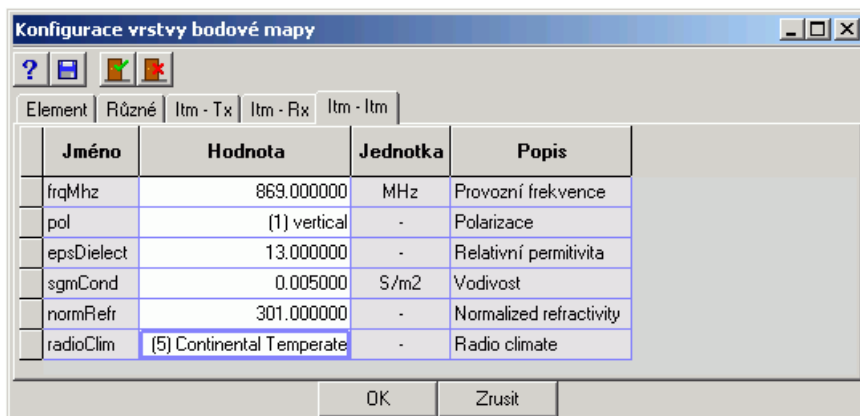 Konfigurace vrstvy bodové mapy
Element Různé Itm - Tx Itm - Rx Itm - Itm
Jméno Hodnota Jednotka Popis
frqMhz 869.000000 MHz Provozní frekvence
pol (1) vertical - Polarizace
epsDielect 13.000000 - Relativní permitivita
sgmCond 0.005000 S/m2 Vodivost
normRefr 301.000000 - Normalized refractivity
radioClim (5) Continental Temperate - Radio climate
OK Zrusit